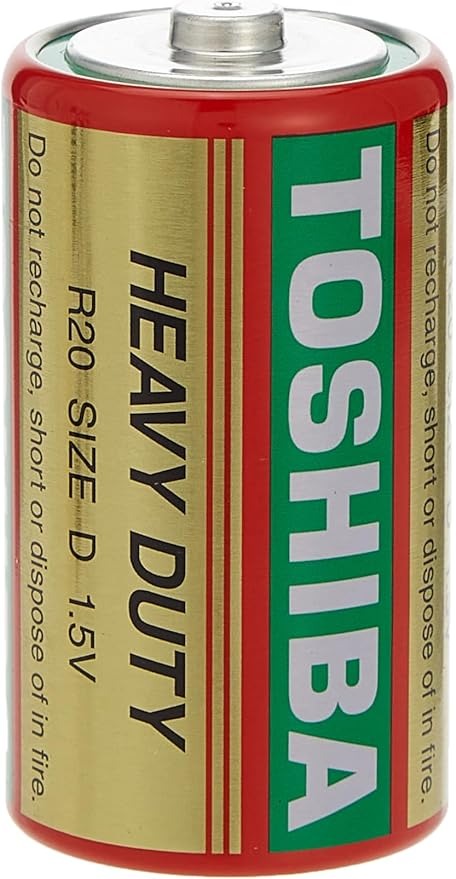 TOSHIBA
HEAVY DUTY
R20 SIZE D 1.5V
Do not recharge, short or dispose of in fire.
Do not recharge, short or dispose of in fire.